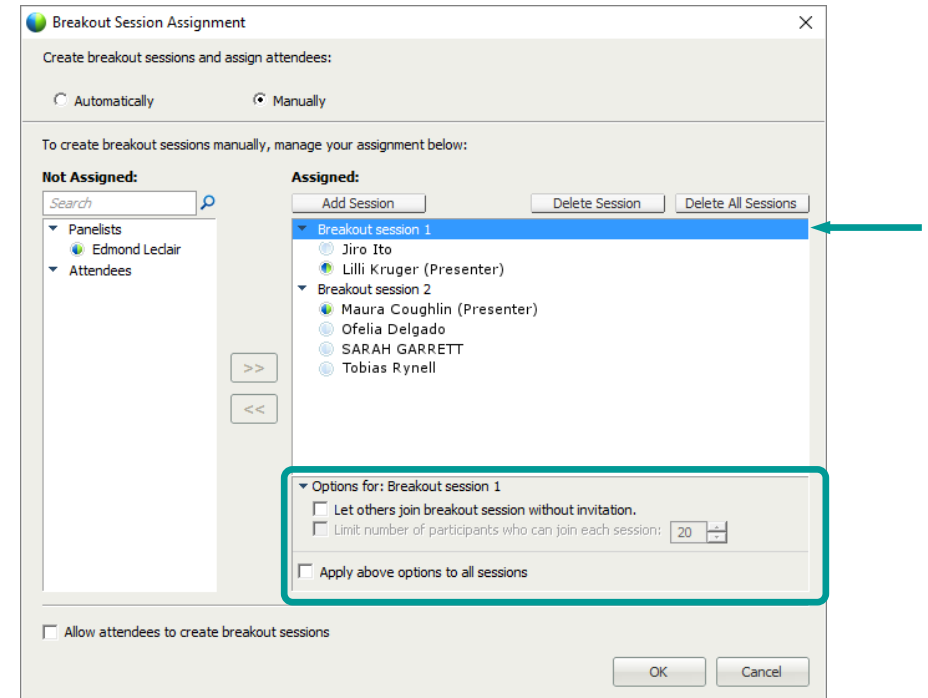 Breakout Session Assignment
Create breakout sessions and assign attendees:
Automatically Manually
To create breakout sessions manually, manage your assignment below:
Not Assigned: Assigned:
Search Add Session Delete Session Delete All Sessions
Panelists
Edmond Leclair
Attendees
Breakout session 1
Jiro Ito
Lilli Kruger (Presenter)
Breakout session 2
Maura Coughlin (Presenter)
Ofelia Delgado
SARAH GARRETT
Tobias Rynell
>>
<<
Options for: Breakout session 1
Let others join breakout session without invitation.
Limit number of participants who can join each session: 20
Apply above options to all sessions
Allow attendees to create breakout sessions
OK Cancel